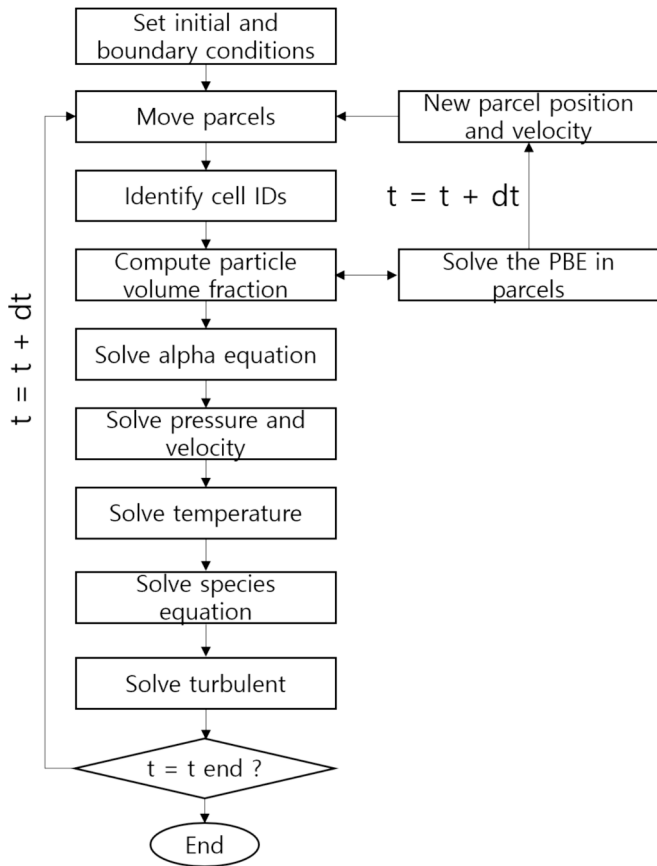 Set initial and
boundary conditions
Move parcels
New parcel position
and velocity
Identify cell IDs
t = t + dt
Compute particle
volume fraction
Solve the PBE in
parcels
t = t + dt
Solve alpha equation
Solve pressure and
velocity
Solve temperature
Solve species
equation
Solve turbulent
t = t end ?
End